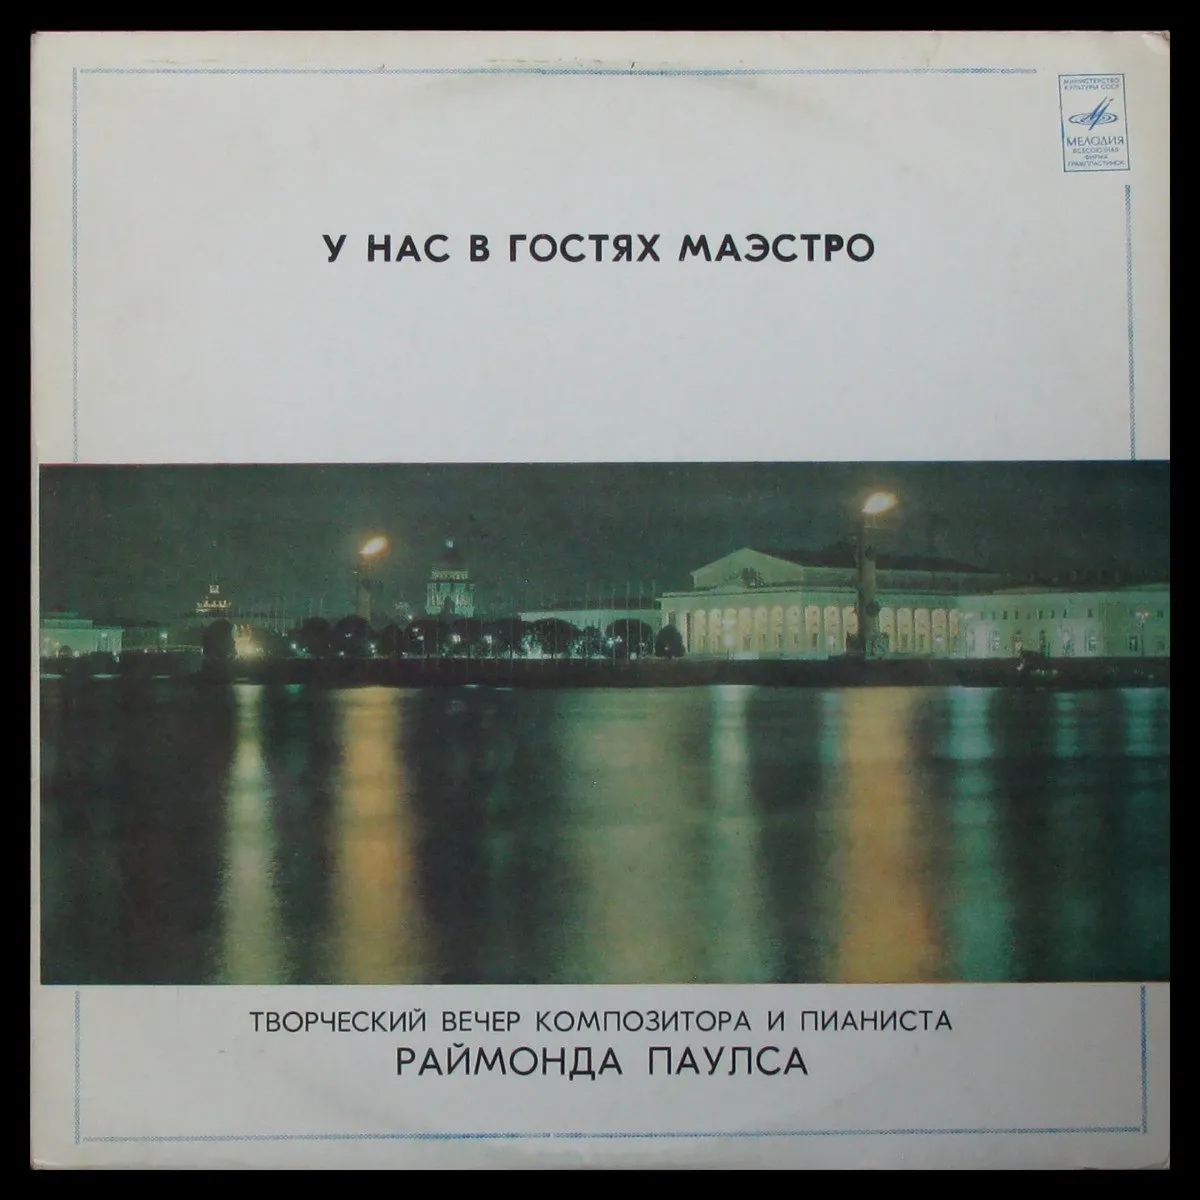 МИНИСТЕРСТВО
КУЛЬТУРЫ СССР
МЕЛОДИЯ
ВСЕСОЮЗНАЯ
ФИРМА
ГРАМПЛАСТИНОК
У НАС В ГОСТЯХ МАЭСТРО
ТВОРЧЕСКИЙ ВЕЧЕР КОМПОЗИТОРА И ПИАНИСТА
РАЙМОНДА ПАУЛСА